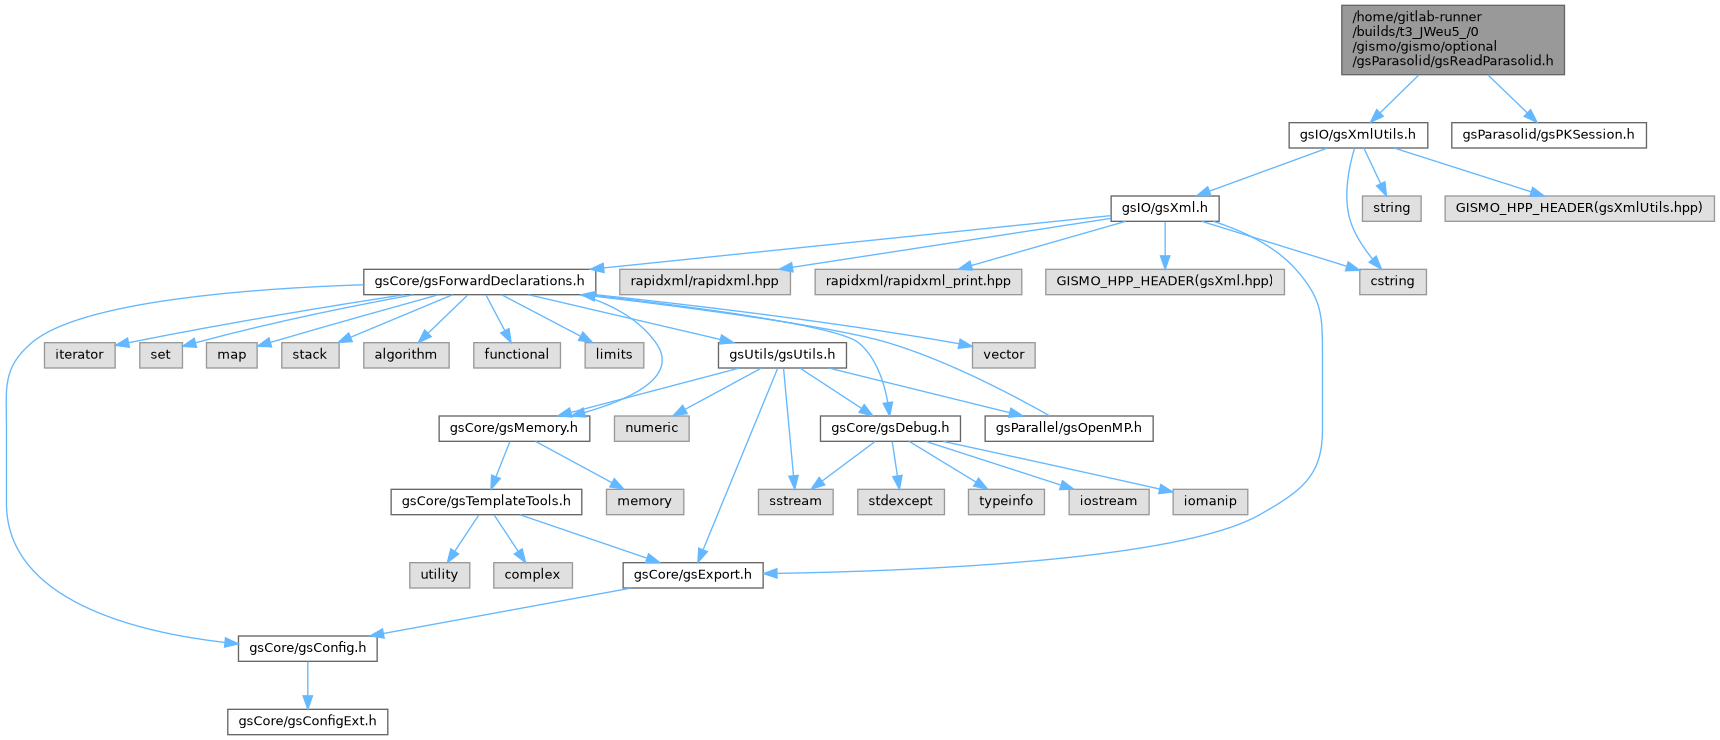 /home/gitlab-runner
/builds/t3_JWeu5_/0
/gismo/gismo/optional
/gsParasolid/gsReadParasolid.h
gsIO/gsXmlUtils.h
gsParasolid/gsPKSession.h
gsIO/gsXml.h
string
GISMO_HPP_HEADER(gsXmlUtils.hpp)
gsCore/gsForwardDeclarations.h
rapidxml/rapidxml.hpp
rapidxml/rapidxml_print.hpp
GISMO_HPP_HEADER(gsXml.hpp)
cstring
iterator
set
map
stack
algorithm
functional
limits
gsUtils/gsUtils.h
vector
gsCore/gsMemory.h
numeric
gsCore/gsDebug.h
gsParallel/gsOpenMP.h
gsCore/gsTemplateTools.h
memory
sstream
stdexcept
typeinfo
iostream
iomanip
utility
complex
gsCore/gsExport.h
gsCore/gsConfig.h
gsCore/gsConfigExt.h